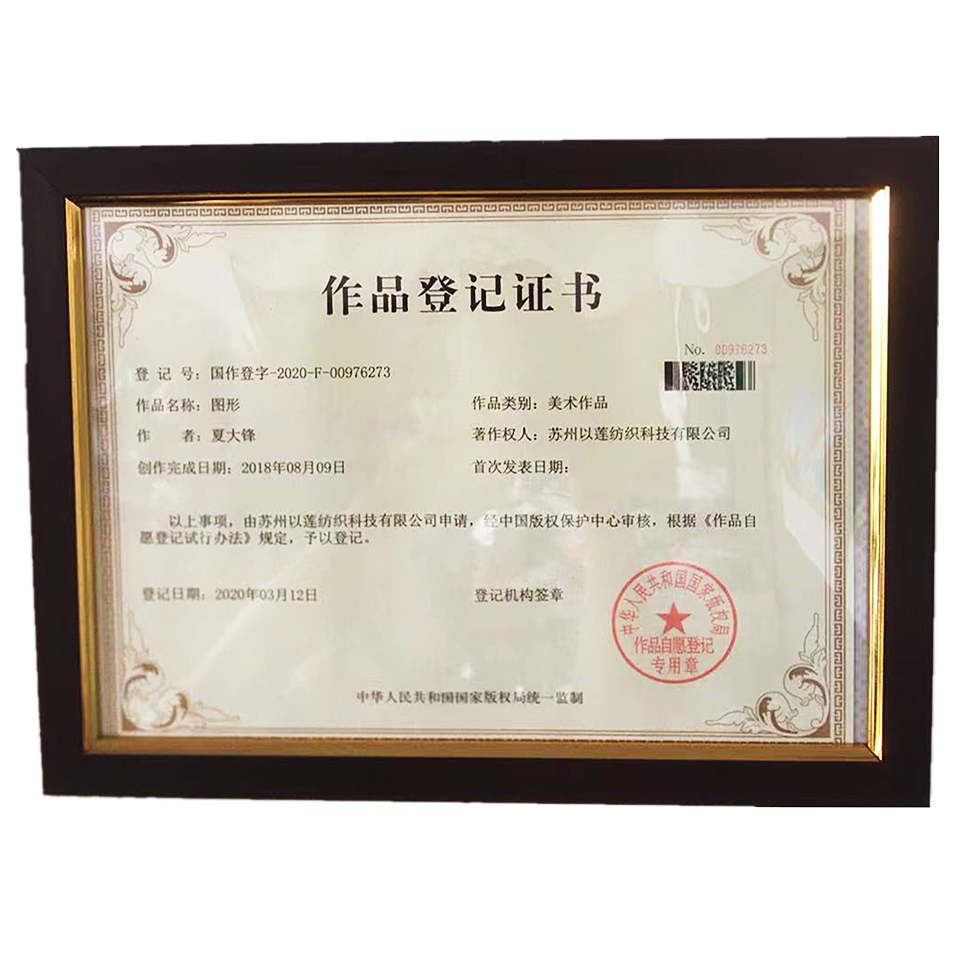 作品登记证书
No. 00976273
登 记 号：国作登字-2020-F-00976273
作品名称：图形
作品类别：美术作品
作 者：夏大锋
著作权人：苏州以莲纺织科技有限公司
创作完成日期：2018年08月09日
首次发表日期：
以上事项，由苏州以莲纺织科技有限公司申请，经中国版权保护中心审核，根据《作品自
愿登记试行办法》规定，予以登记。
登记日期：2020年03月12日
登记机构签章
中华人民共和国国家版权局
作品自愿登记
专用章
中华人民共和国国家版权局统一监制